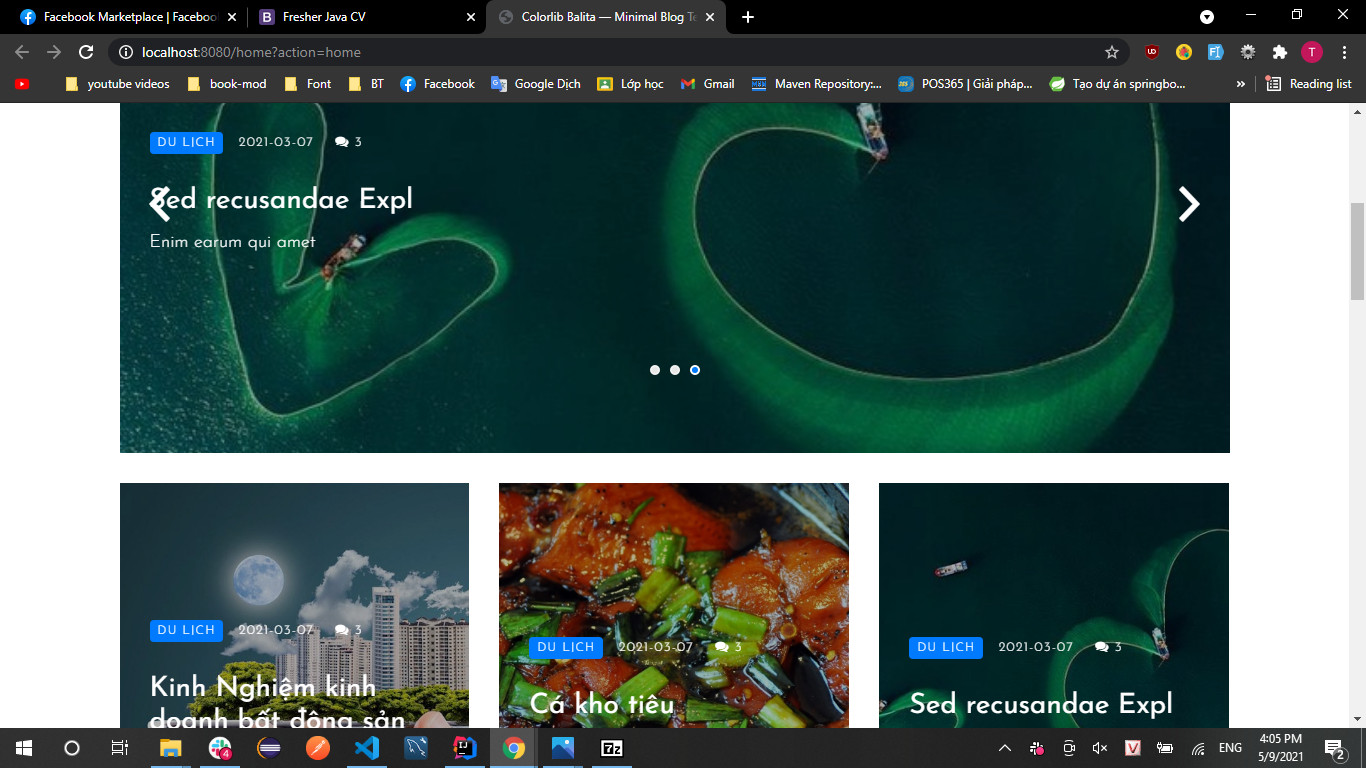 Facebook Marketplace | Faceboo
Fresher Java CV
Colorlib Balita — Minimal Blog Te
localhost:8080/home?action=home
T
youtube videos
book-mod
Font
BT
Facebook
Google Dịch
Lớp học
Gmail
Maven Repository:...
POS365 | Giải pháp...
Tạo dự án springbo...
»
Reading list
DU LỊCH 2021-03-07 3
Sed recusandae Expl
Enim earum qui amet
DU LỊCH 2021-03-07 3
Kinh Nghiệm kinh
doanh bất động sản
DU LỊCH 2021-03-07 3
Cá kho tiêu
DU LỊCH 2021-03-07 3
Sed recusandae Expl
4
IJ
7z
V
ENG
4:05 PM
5/9/2021
2